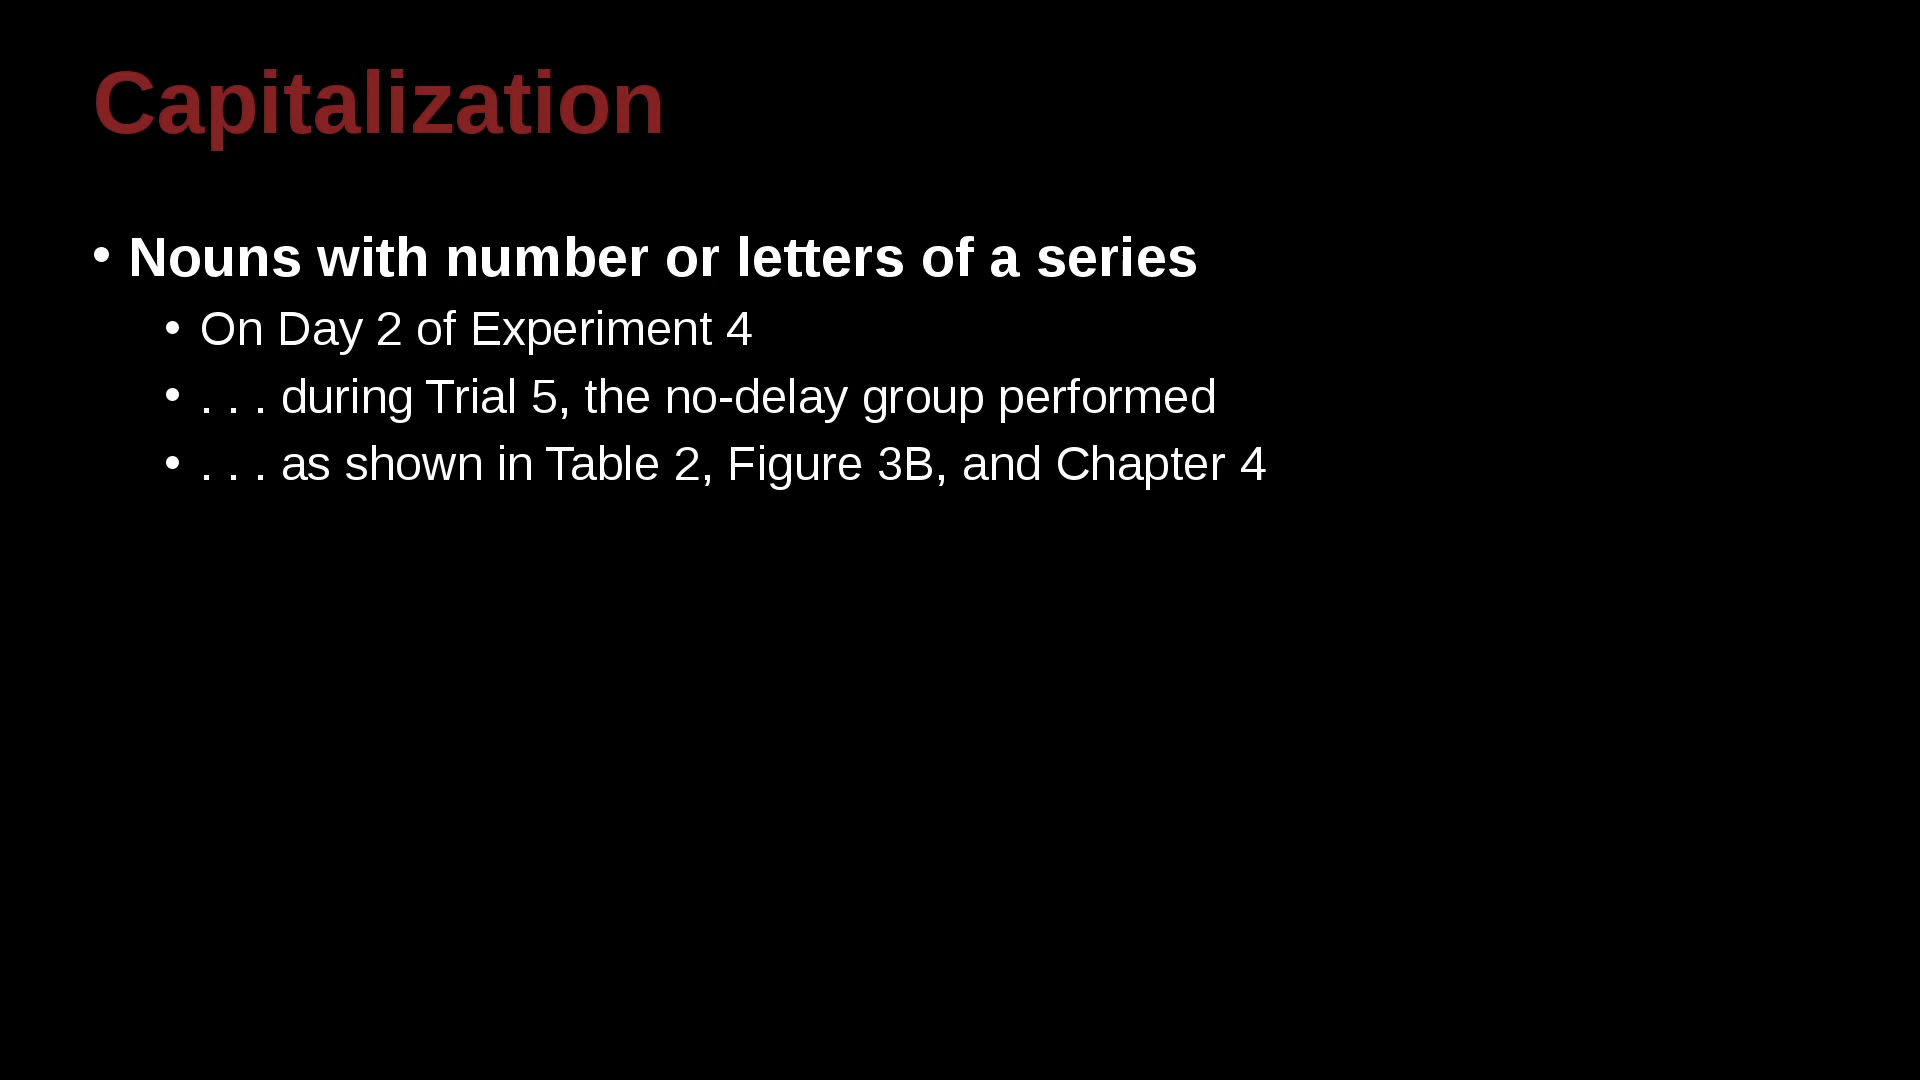 Capitalization
• Nouns with number or letters of a series
• On Day 2 of Experiment 4
• . . . during Trial 5, the no-delay group performed
• . . . as shown in Table 2, Figure 3B, and Chapter 4